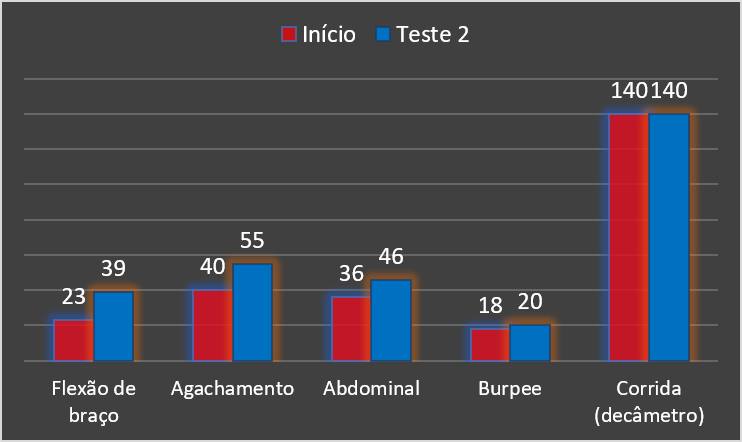 Início Teste 2
140 140
55
39 40 46
23 36
18 20
Flexão de braço
Agachamento
Abdominal
Burpee
Corrida (decâmetro)